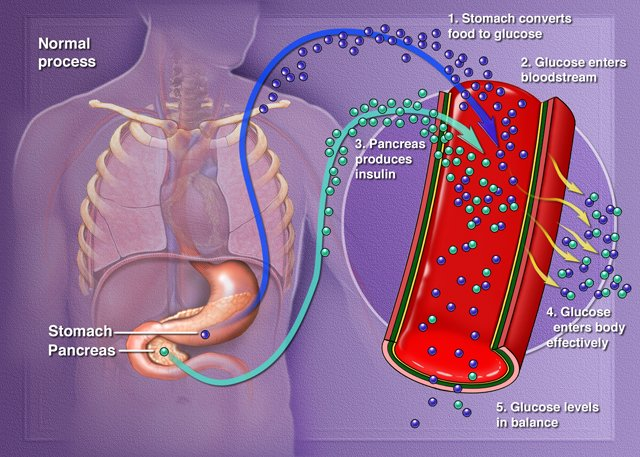 Normal
process
1. Stomach converts
food to glucose
2. Glucose enters
bloodstream
3. Pancreas
produces
insulin
Stomach
Pancreas
4. Glucose
enters body
effectively
5. Glucose levels
in balance